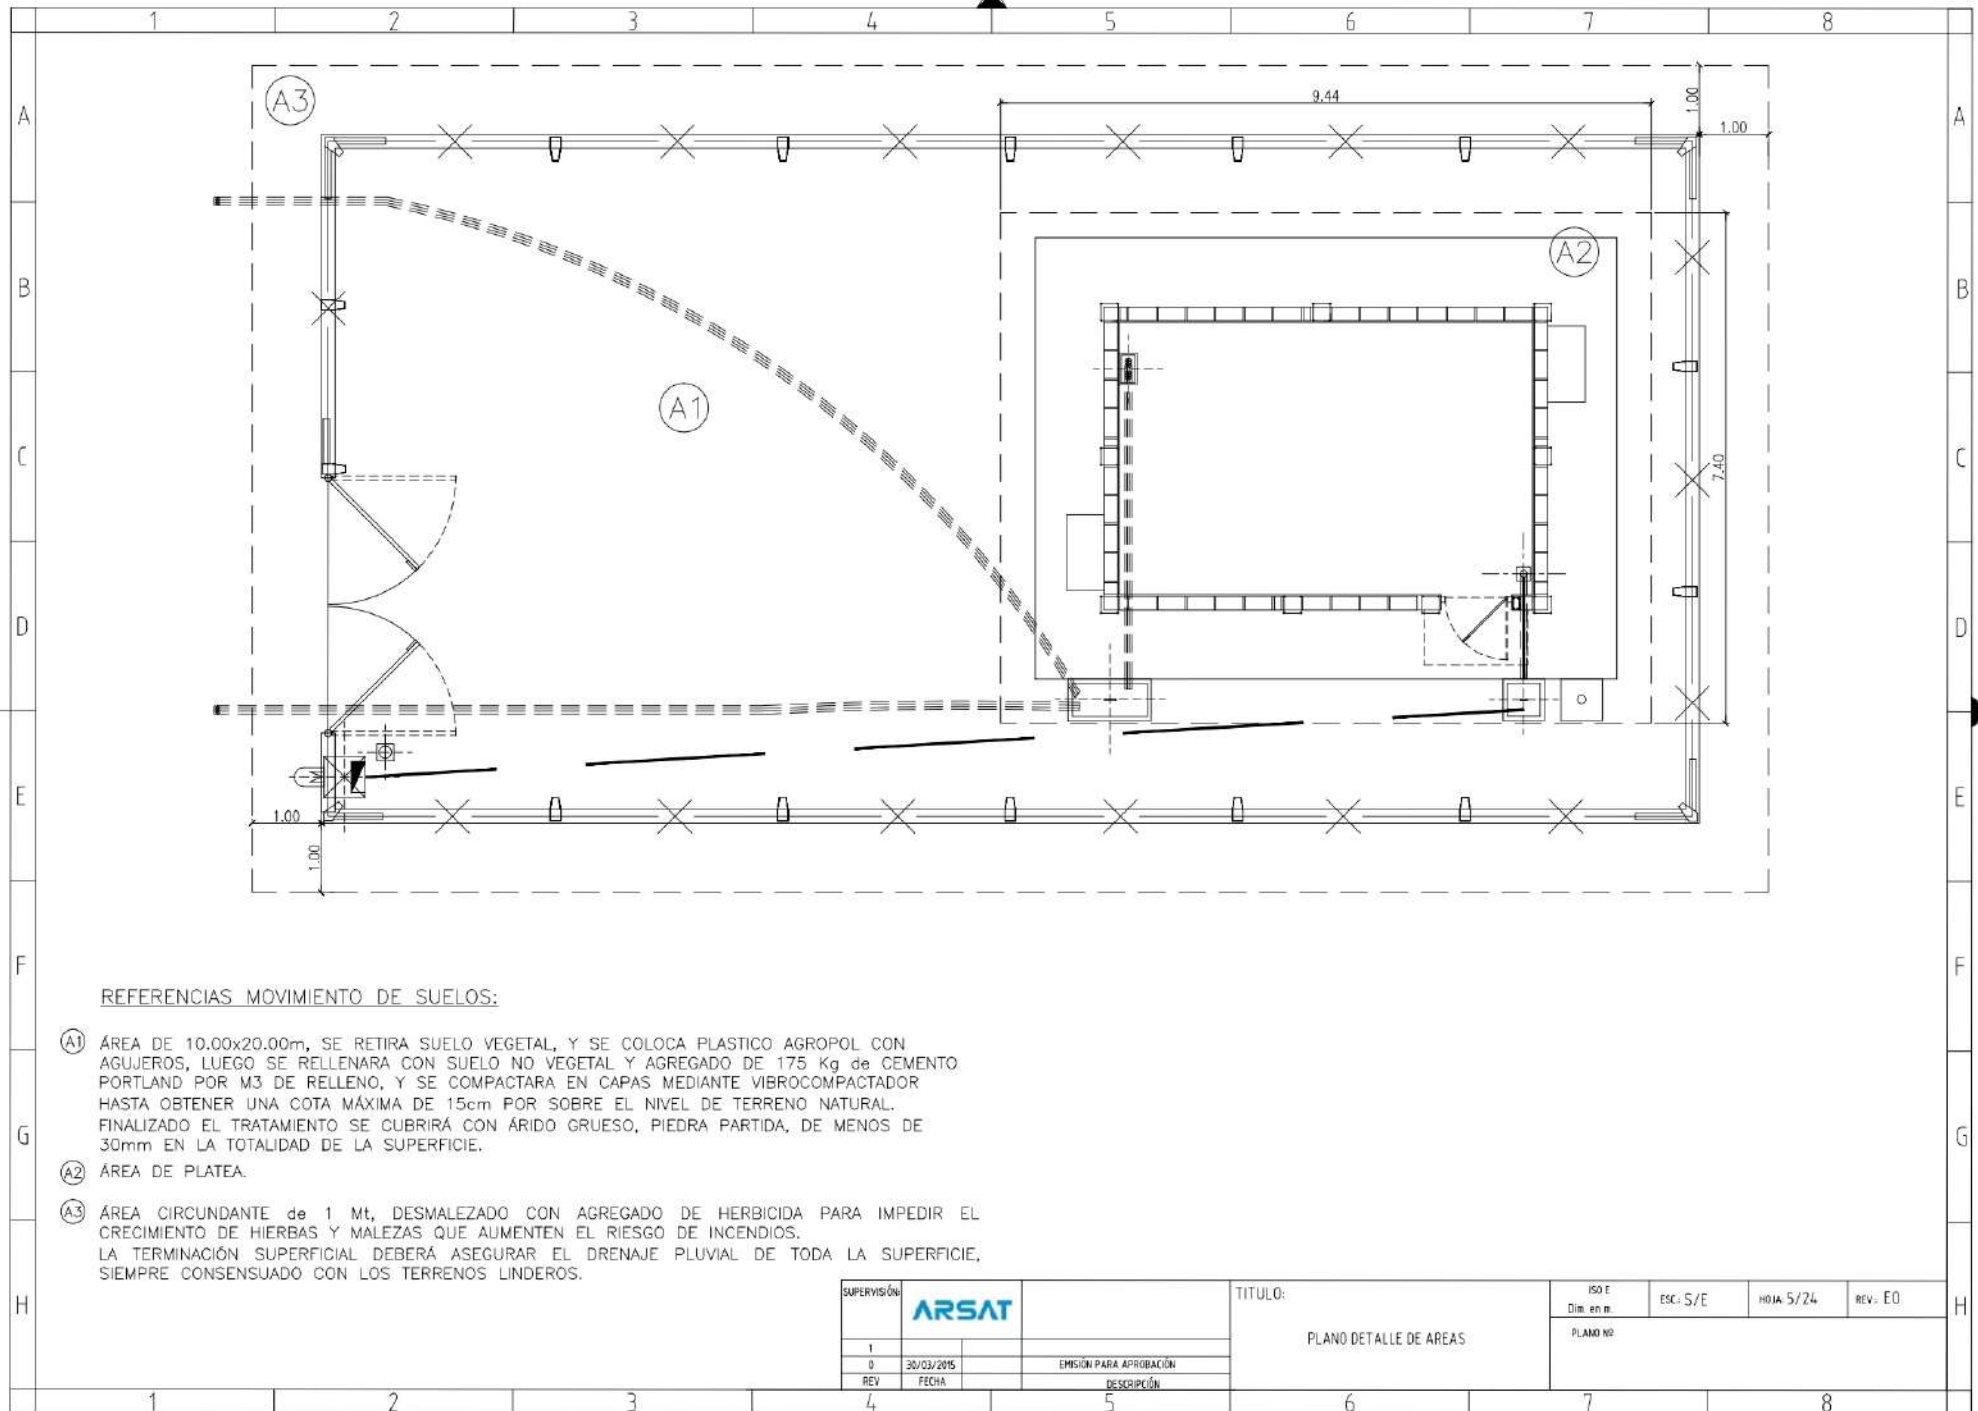 1 2 3 4 5 6 7 8
A A
B B
C C
D D
E E
F F
G G
H H
A3
9.44
1.00
1.00
A2
A1
7.40
1.00
1.00
REFERENCIAS MOVIMIENTO DE SUELOS:
A1 ÁREA DE 10.00x20.00m, SE RETIRA SUELO VEGETAL, Y SE COLOCA PLASTICO AGROPOL CON
AGUJEROS, LUEGO SE RELLENARA CON SUELO NO VEGETAL Y AGREGADO DE 175 Kg de CEMENTO
PORTLAND POR M3 DE RELLENO, Y SE COMPACTARA EN CAPAS MEDIANTE VIBROCOMPACTADOR
HASTA OBTENER UNA COTA MÁXIMA DE 15cm POR SOBRE EL NIVEL DE TERRENO NATURAL.
FINALIZADO EL TRATAMIENTO SE CUBRIRÁ CON ÁRIDO GRUESO, PIEDRA PARTIDA, DE MENOS DE
30mm EN LA TOTALIDAD DE LA SUPERFICIE.
A2 ÁREA DE PLATEA.
A3 ÁREA CIRCUNDANTE de 1 Mt, DESMALEZADO CON AGREGADO DE HERBICIDA PARA IMPEDIR EL
CRECIMIENTO DE HIERBAS Y MALEZAS QUE AUMENTEN EL RIESGO DE INCENDIOS.
LA TERMINACIÓN SUPERFICIAL DEBERÁ ASEGURAR EL DRENAJE PLUVIAL DE TODA LA SUPERFICIE,
SIEMPRE CONSENSUADO CON LOS TERRENOS LINDEROS.
SUPERVISIÓN:
ARSAT
1
0 30/03/2015 EMISIÓN PARA APROBACIÓN
REV FECHA DESCRIPCIÓN
TITULO:
PLANO DETALLE DE AREAS
ISO E
Dim. en m.
ESC.: S/E
HOJA: 5/24
REV.: E0
PLANO Nº
1 2 3 4 5 6 7 8